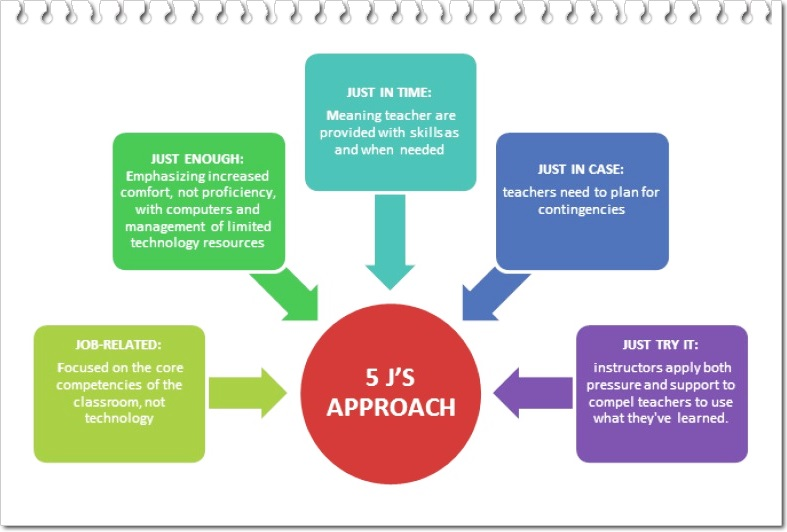 JUST IN TIME:
Meaning teacher are
provided with skillsas
and when needed
JUST ENOUGH:
Emphasizing increased
comfort, not proficiency,
with computers and
management of limited
technology resources
JUST IN CASE:
teachers need to plan for
contingencies
JOB-RELATED:
Focused on the core
competencies of the
classroom, not
technology
5 J'S
APPROACH
JUST TRY IT:
instructors apply both
pressure and support to
compel teachers to use
what they've learned.